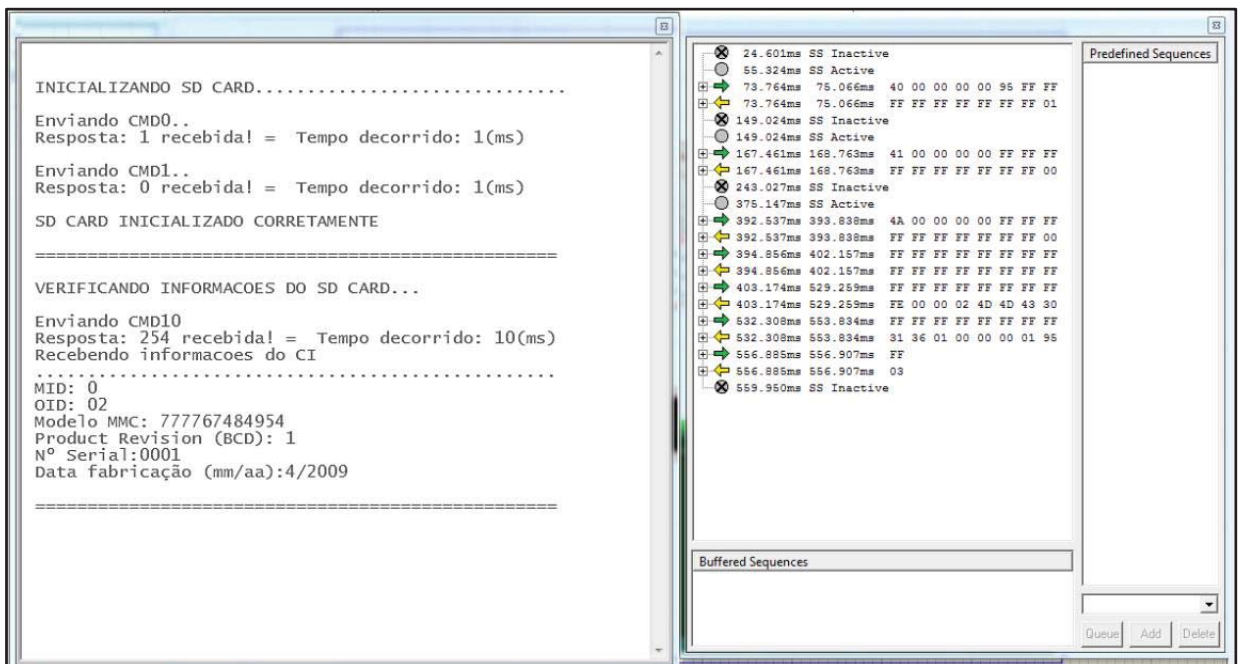 INICIALIZANDO SD CARD..............................
Enviando CMD0..
Resposta: 1 recebida! =  Tempo decorrido: 1(ms)
Enviando CMD1..
Resposta: 0 recebida! =  Tempo decorrido: 1(ms)
SD CARD INICIALIZADO CORRETAMENTE
==================================================
VERIFICANDO INFORMACOES DO SD CARD...
Enviando CMD10
Resposta: 254 recebida! =  Tempo decorrido: 10(ms)
Recebendo informacoes do CI
..................................................
MID: 0
OID: 02
Modelo MMC: 777767484954
Product Revision (BCD): 1
Nº Serial:0001
Data fabricação (mm/aa):4/2009
==================================================
24.601ms SS Inactive
55.324ms SS Active
73.764ms 75.066ms 40 00 00 00 00 95 FF FF
73.764ms 75.066ms FF FF FF FF FF FF FF 01
149.024ms SS Inactive
149.024ms SS Active
167.461ms 168.763ms 41 00 00 00 00 FF FF FF
167.461ms 168.763ms FF FF FF FF FF FF FF 00
243.027ms SS Inactive
375.147ms SS Active
392.537ms 393.838ms 4A 00 00 00 00 FF FF FF
392.537ms 393.838ms FF FF FF FF FF FF FF 00
394.856ms 402.157ms FF FF FF FF FF FF FF FF
394.856ms 402.157ms FF FF FF FF FF FF FF FF
403.174ms 529.259ms FF FF FF FF FF FF FF FF
403.174ms 529.259ms FE 00 00 02 4D 4D 43 30
532.308ms 553.834ms FF FF FF FF FF FF FF FF
532.308ms 553.834ms 31 36 01 00 00 00 01 95
556.885ms 556.907ms FF
556.885ms 556.907ms 03
559.950ms SS Inactive
Buffered Sequences
Predefined Sequences
Queue Add Delete